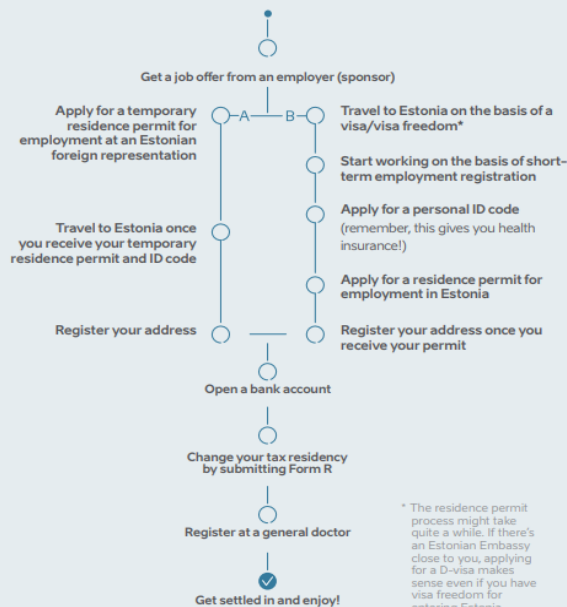 Get a job offer from an employer (sponsor)
A
B
Apply for a temporary
residence permit for
employment at an Estonian
foreign representation
Travel to Estonia once
you receive your temporary
residence permit and ID code
Register your address
Travel to Estonia on the basis of a
visa/visa freedom*
Start working on the basis of short-
term employment registration
Apply for a personal ID code
(remember, this gives you health
insurance!)
Apply for a residence permit for
employment in Estonia
Register your address once you
receive your permit
Open a bank account
Change your tax residency
by submitting Form R
Register at a general doctor
Get settled in and enjoy!
* The residence permit
process might take
quite a while. If there's
an Estonian Embassy
close to you, applying
for a D-visa makes
sense even if you have
visa freedom for
entering Estonia